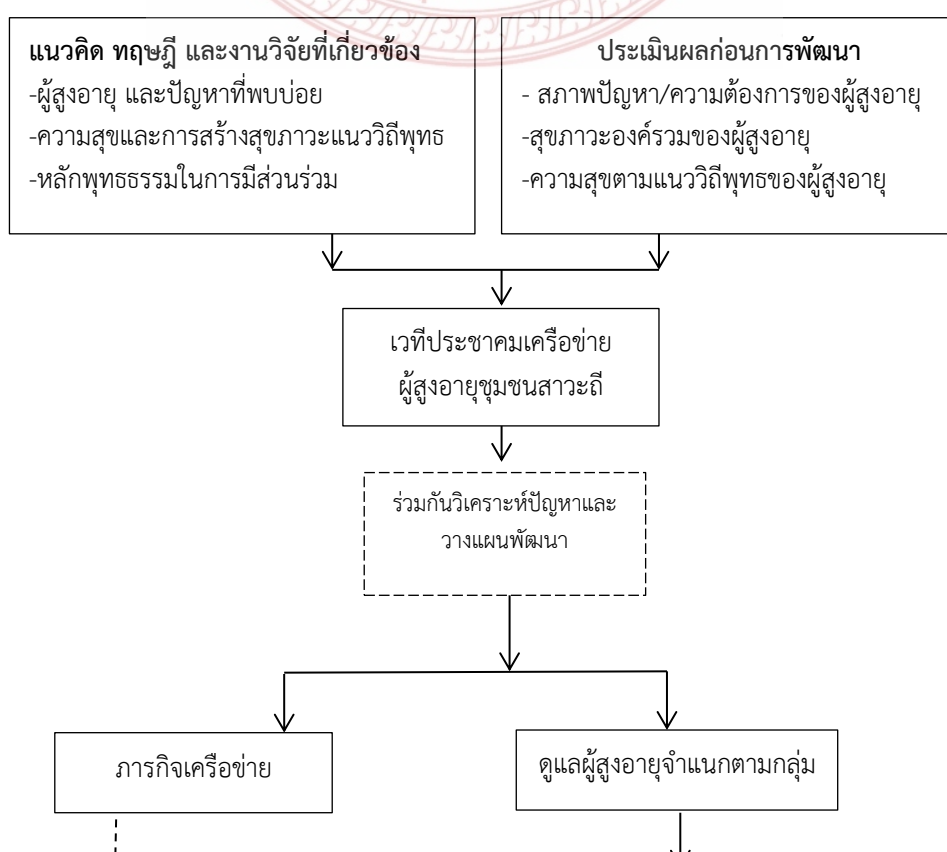 แนวคิด ทฤษฎี และงานวิจัยที่เกี่ยวข้อง
-ผู้สูงอายุ และปัญหาที่พบบ่อย
-ความสุขและการสร้างสุขภาวะแนววิถีพุทธ
-หลักพุทธธรรมในการมีส่วนร่วม
ประเมินผลก่อนการพัฒนา
- สภาพปัญหา/ความต้องการของผู้สูงอายุ
-สุขภาวะองค์รวมของผู้สูงอายุ
-ความสุขตามแนววิถีพุทธของผู้สูงอายุ
เวทีประชาคมเครือข่าย
ผู้สูงอายุชุมชนสาวะถี
ร่วมกันวิเคราะห์ปัญหาและ
วางแผนพัฒนา
ภารกิจเครือข่าย
ดูแลผู้สูงอายุจำแนกตามกลุ่ม